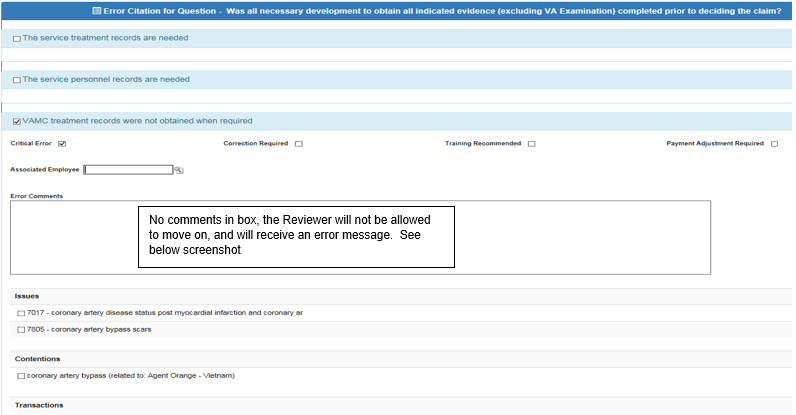 Error Citation for Question - Was all necessary development to obtain all indicated evidence (excluding VA Examination) completed prior to deciding the claim?
The service treatment records are needed
The service personnel records are needed
VAMC treatment records were not obtained when required
Critical Error Correction Required Training Recommended Payment Adjustment Required
Associated Employee
Error Comments
No comments in box, the Reviewer will not be allowed
to move on, and will receive an error message. See
below screenshot
Issues
7017 - coronary artery disease status post myocardial infarction and coronary ar
7805 - coronary artery bypass scars
Contentions
coronary artery bypass (related to: Agent Orange - Vietnam)
Transactions